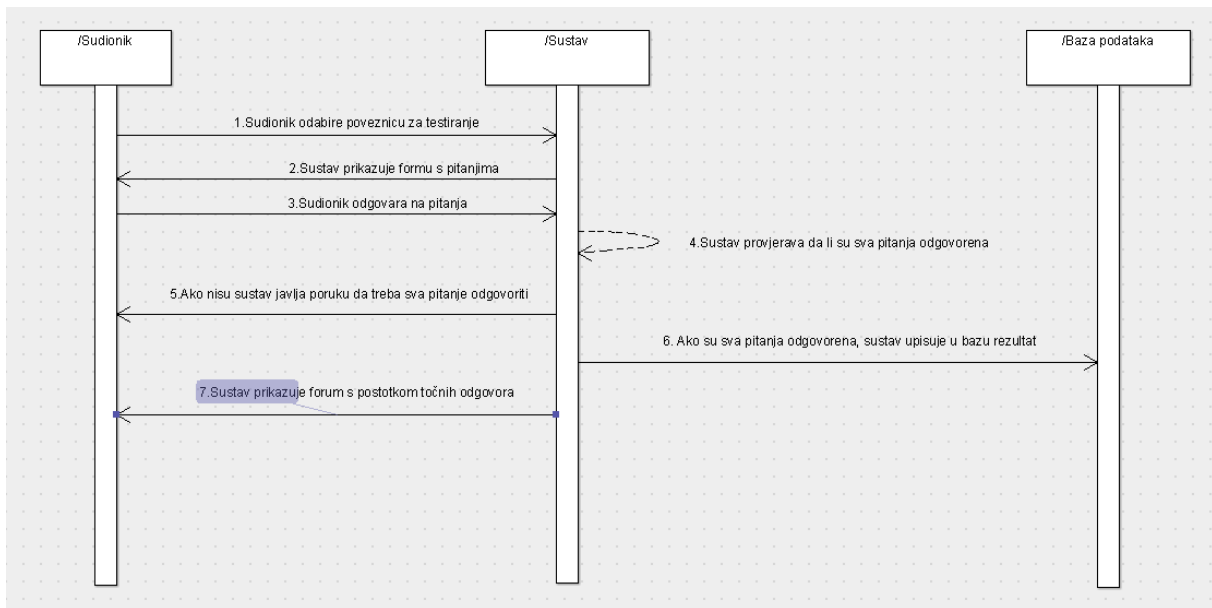 /Sudionik
/Sustav
/Baza podataka
1.Sudionik odabire poveznicu za testiranje
2.Sustav prikazuje formu s pitanjima
3.Sudionik odgovara na pitanja
4.Sustav provjerava da li su sva pitanja odgovorena
5.Ako nisu sustav javlja poruku da treba sva pitanje odgovoriti
6. Ako su sva pitanja odgovorena, sustav upisuje u bazu rezultat
7.Sustav prikazuje forum s postotkom točnih odgovora